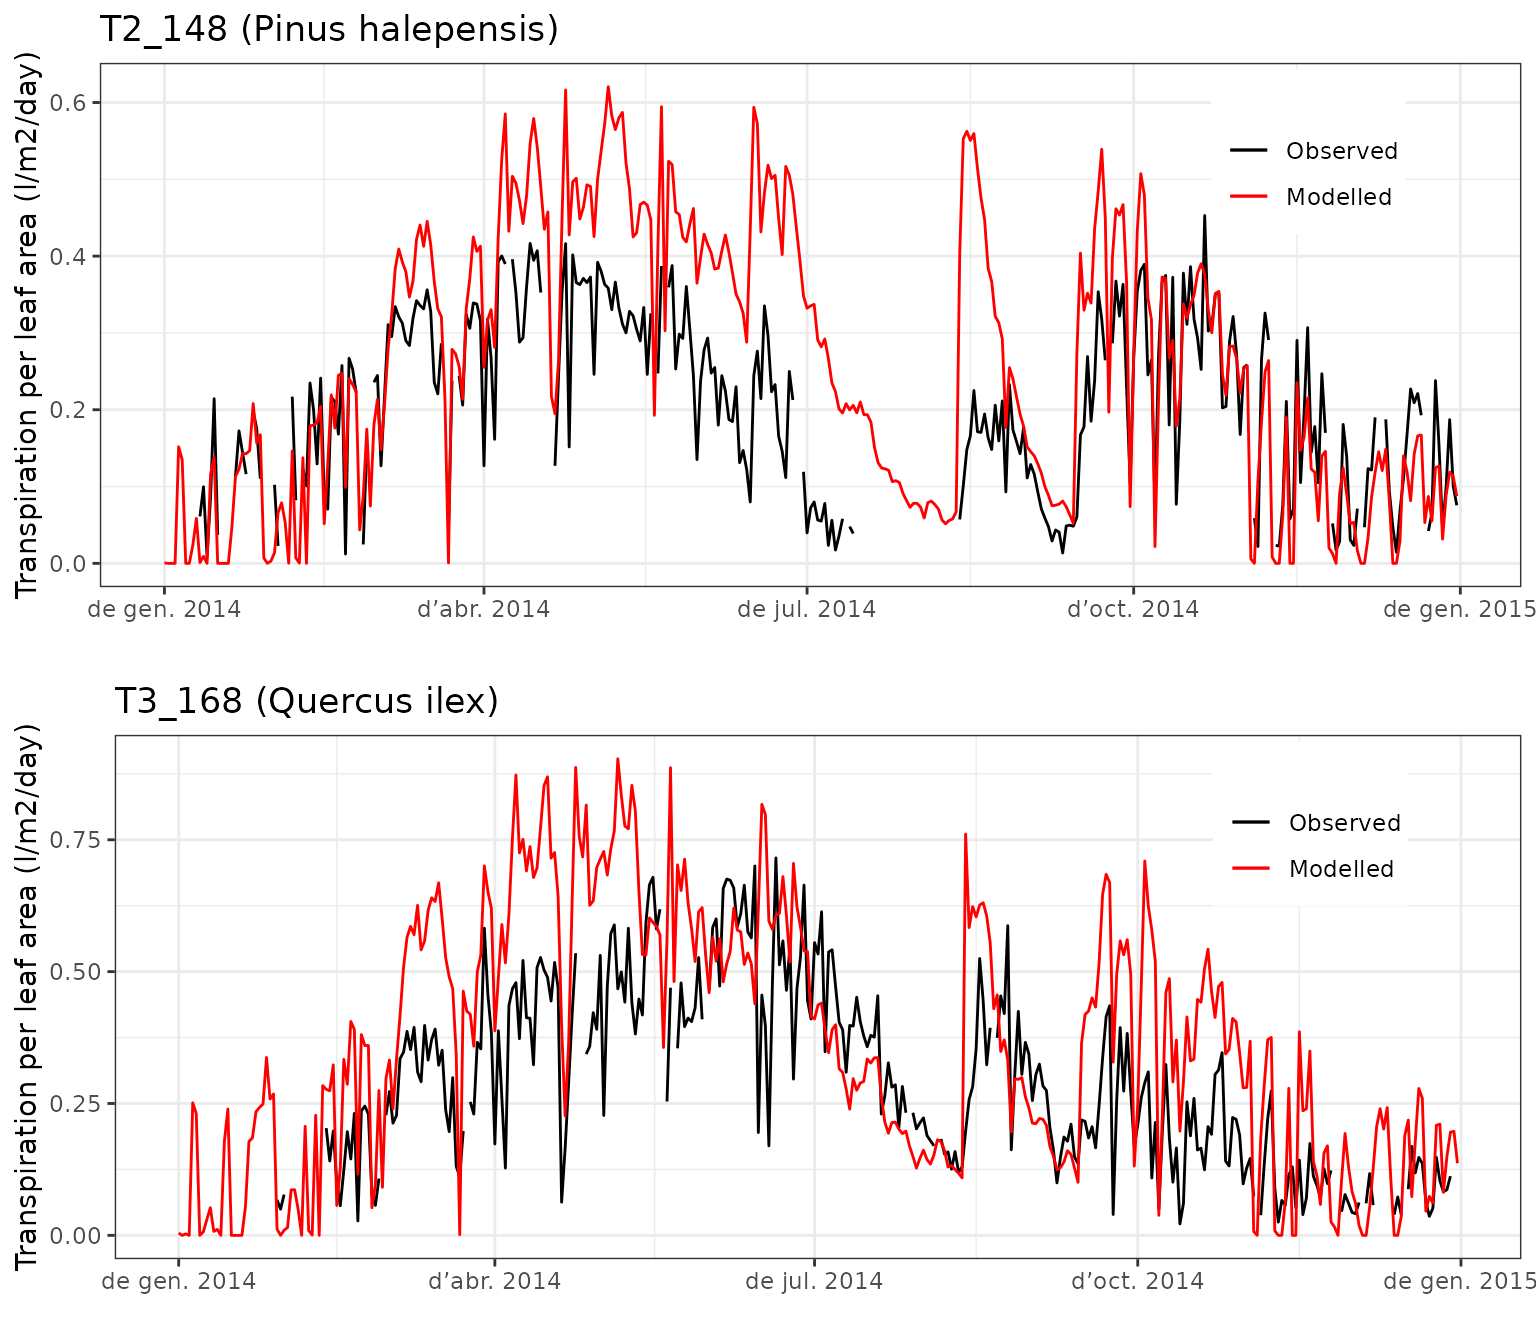 T2_148 (Pinus halepensis)
Transpiration per leaf area (l/m2/day)
0.6
0.4
0.2
0.0
Observed
Modelled
de gen. 2014 d’abr. 2014 de jul. 2014 d’oct. 2014 de gen. 2015
T3_168 (Quercus ilex)
Transpiration per leaf area (l/m2/day)
0.75
0.50
0.25
0.00
Observed
Modelled
de gen. 2014 d’abr. 2014 de jul. 2014 d’oct. 2014 de gen. 2015